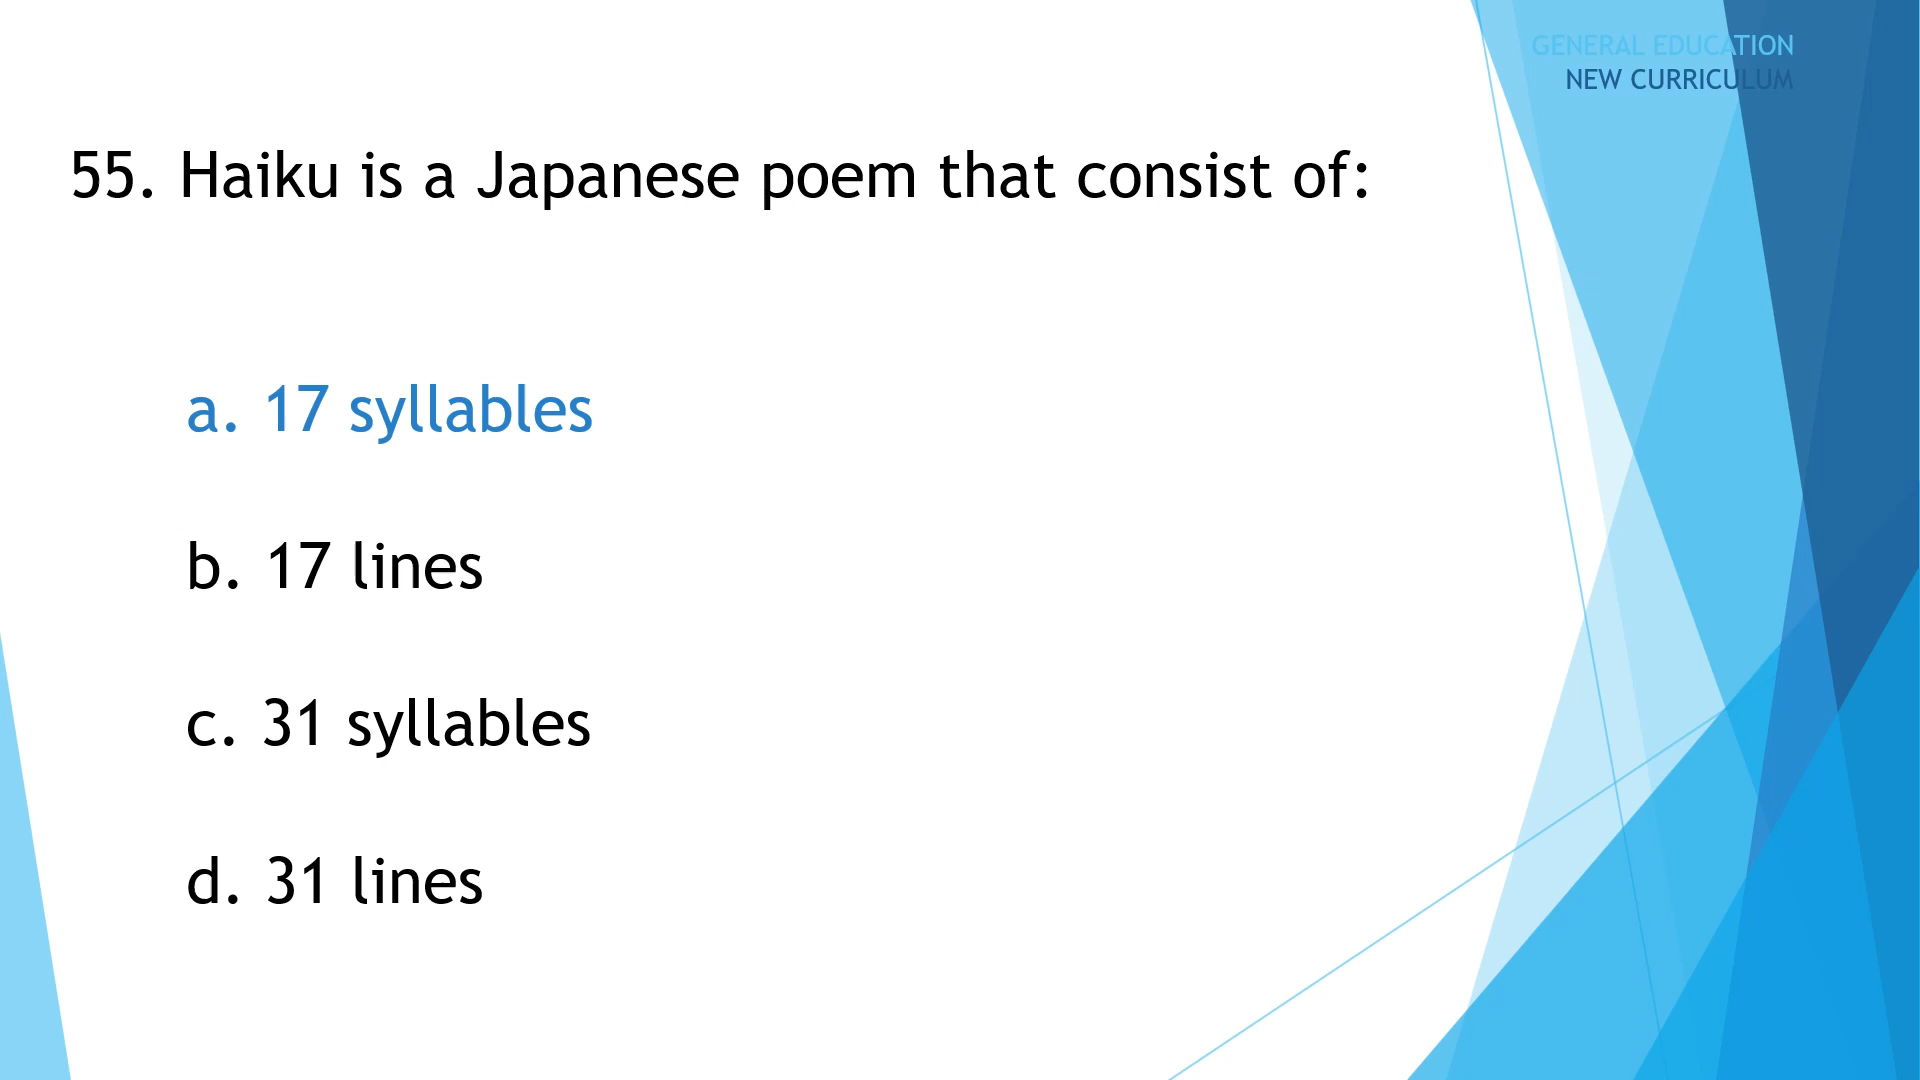 GENERAL EDUCATION
NEW CURRICULUM
55. Haiku is a Japanese poem that consist of:
a. 17 syllables
b. 17 lines
c. 31 syllables
d. 31 lines